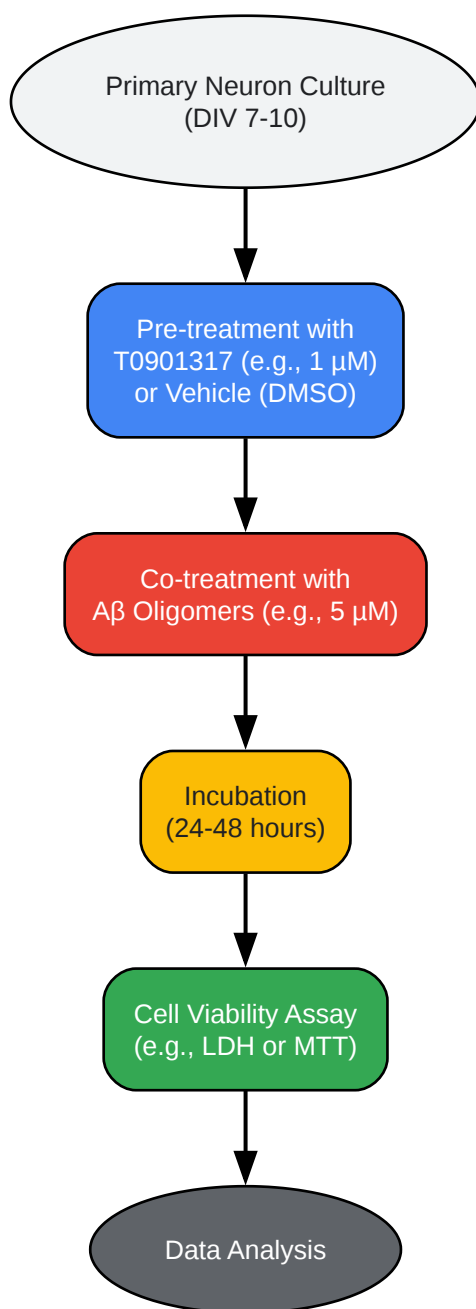 Primary Neuron Culture
(DIV 7-10)
Pre-treatment with
T0901317 (e.g., 1 µM)
or Vehicle (DMSO)
Co-treatment with
Aβ Oligomers (e.g., 5 µM)
Incubation
(24-48 hours)
Cell Viability Assay
(e.g., LDH or MTT)
Data Analysis